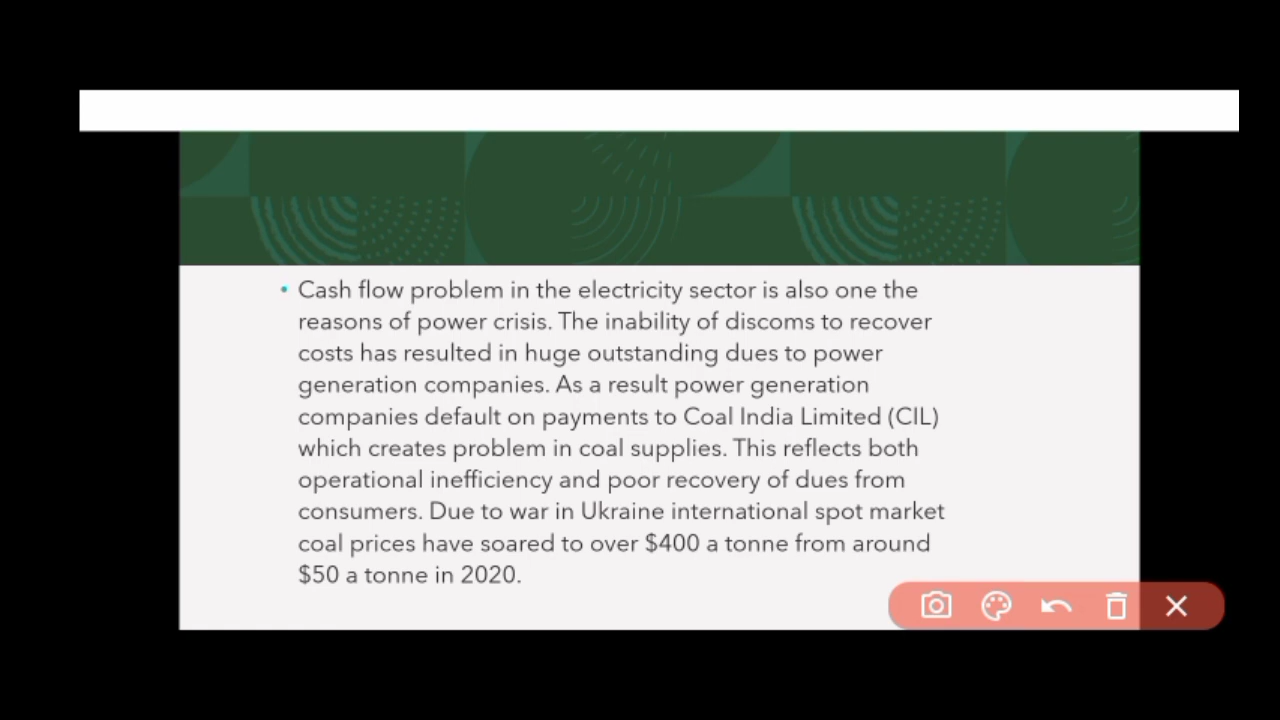 • Cash flow problem in the electricity sector is also one the
reasons of power crisis. The inability of discoms to recover
costs has resulted in huge outstanding dues to power
generation companies. As a result power generation
companies default on payments to Coal India Limited (CIL)
which creates problem in coal supplies. This reflects both
operational inefficiency and poor recovery of dues from
consumers. Due to war in Ukraine international spot market
coal prices have soared to over $400 a tonne from around
$50 a tonne in 2020.